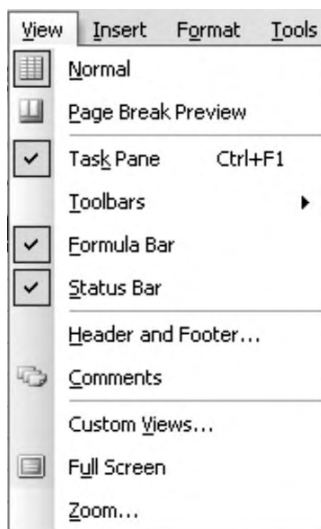 View Insert Format Tools
Normal
Page Break Preview
Task Pane Ctrl+F1
Toolbars
Formula Bar
Status Bar
Header and Footer...
Comments
Custom Views...
Full Screen
Zoom...